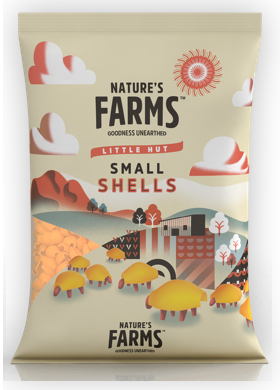 NATURE'S
FARMS™
GOODNESS UNEARTHED
LITTLE HUT
SMALL
SHELLS
NATURE'S
FARMS™
GOODNESS UNEARTHED